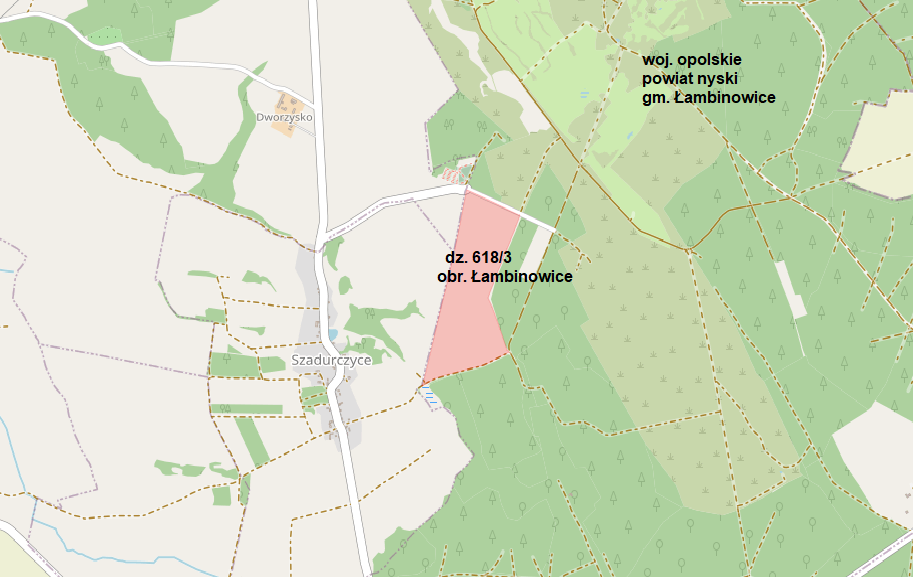 woj. opolskie
powiat nyski
gm. Łambinowice
Dworzysko
dz. 618/3
obr. Łambinowice
Szadurczyce